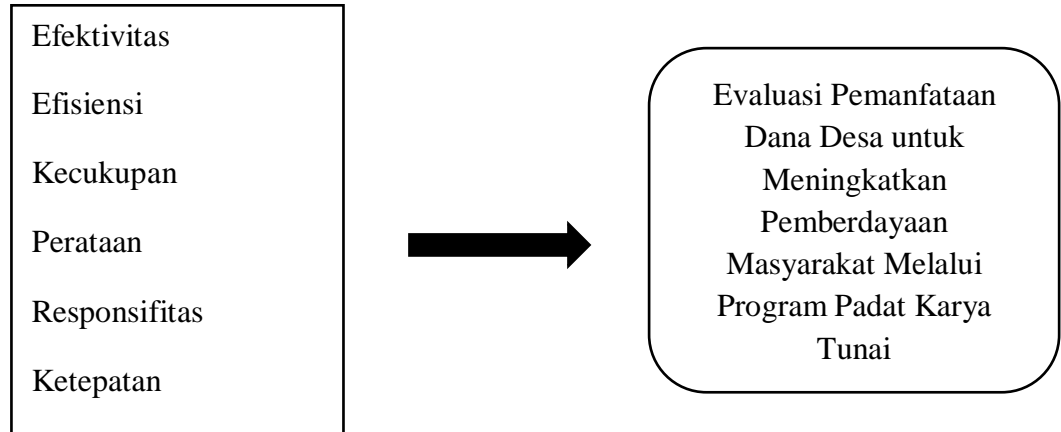 Efektivitas
Efisiensi
Kecukupan
Perataan
Responsifitas
Ketepatan
Evaluasi Pemanfataan
Dana Desa untuk
Meningkatkan
Pemberdayaan
Masyarakat Melalui
Program Padat Karya
Tunai